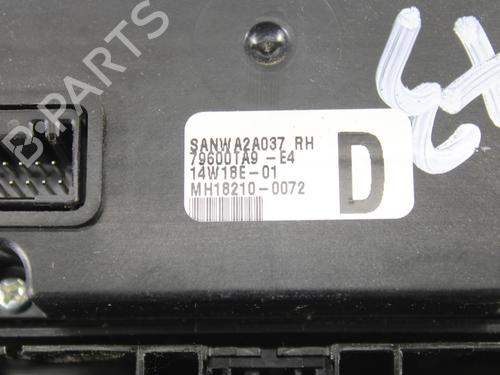 B-PARTS
SANWA2A037 RH
79600TA9 -E4
14W18E-01
MH18210-0072
D